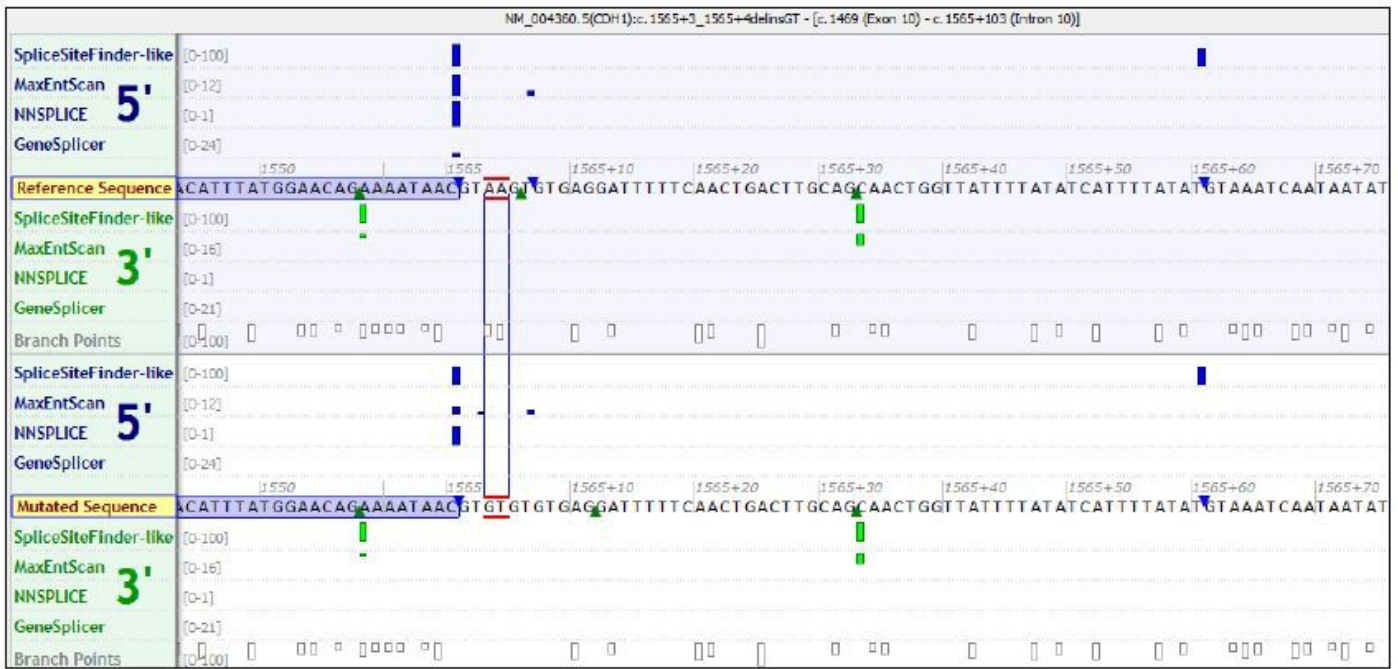 NM_004360.5(CDH1):c.1565+3_1565+4delinsGT - [c.1469 (Exon 10) - c.1565+103 (Intron 10)]
SpliceSiteFinder-like [0-100]
MaxEntScan [0-12]
5'
NNSPLICE [0-1]
GeneSplicer [0-24]
1550 1565 1565+10 1565+20 1565+30 1565+40 1565+50 1565+60 1565+70
Reference Sequence ACATTTATGGAACAGAAAATAACGTAAGTGTGAGGATTTTTCAACTGACTTGCAGCAACTGGTTATTTTATATCATTTTATATGTAAATCAATAATAT
SpliceSiteFinder-like [0-100]
MaxEntScan [0-16]
3'
NNSPLICE [0-1]
GeneSplicer [0-21]
Branch Points [0-100]
SpliceSiteFinder-like [0-100]
MaxEntScan [0-12]
5'
NNSPLICE [0-1]
GeneSplicer [0-24]
1550 1565 1565+10 1565+20 1565+30 1565+40 1565+50 1565+60 1565+70
Mutated Sequence ACATTTATGGAACAGAAAATAACGTGTGTGTGAGGATTTTTCAACTGACTTGCAGCAACTGGTTATTTTATATCATTTTATATGTAAATCAATAATAT
SpliceSiteFinder-like [0-100]
MaxEntScan [0-16]
3'
NNSPLICE [0-1]
GeneSplicer [0-21]
Branch Points [0-100]